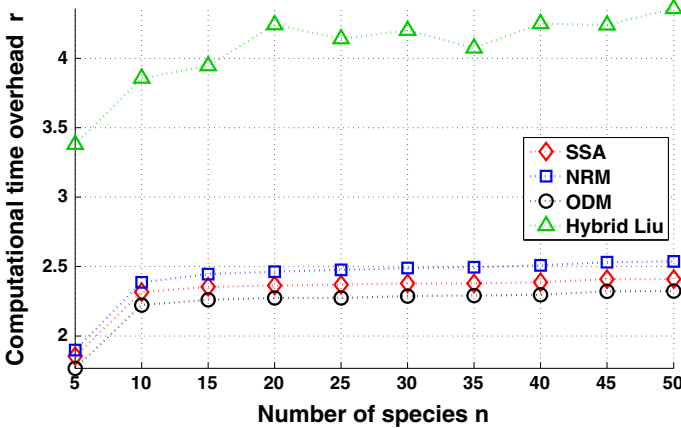 Computational time overhead r
4
3.5
3
2.5
2
SSA
NRM
ODM
Hybrid Liu
5 10 15 20 25 30 35 40 45 50
Number of species n